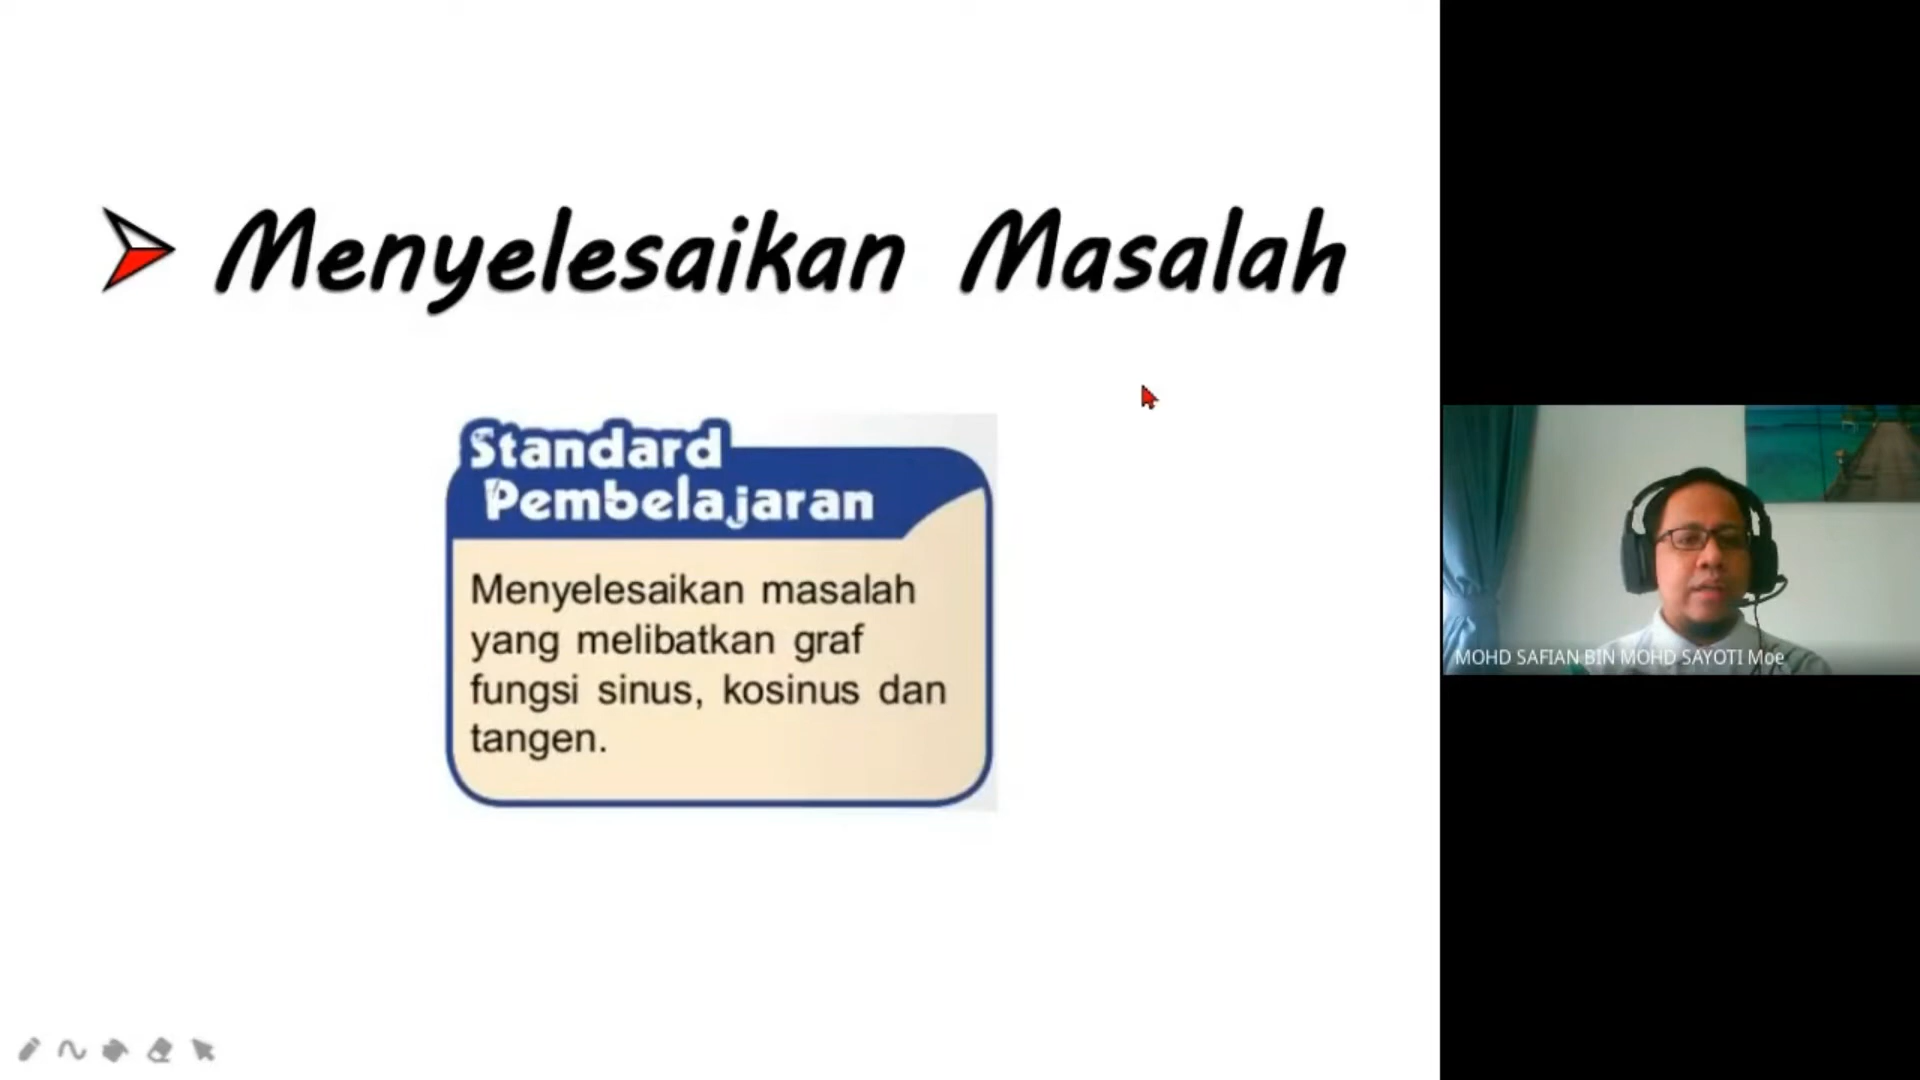 Menyelesaikan Masalah
Standard
Pembelajaran
Menyelesaikan masalah
yang melibatkan graf
fungsi sinus, kosinus dan
tangen.
MOHD SAFIAN BIN MOHD SAYOTI Moe